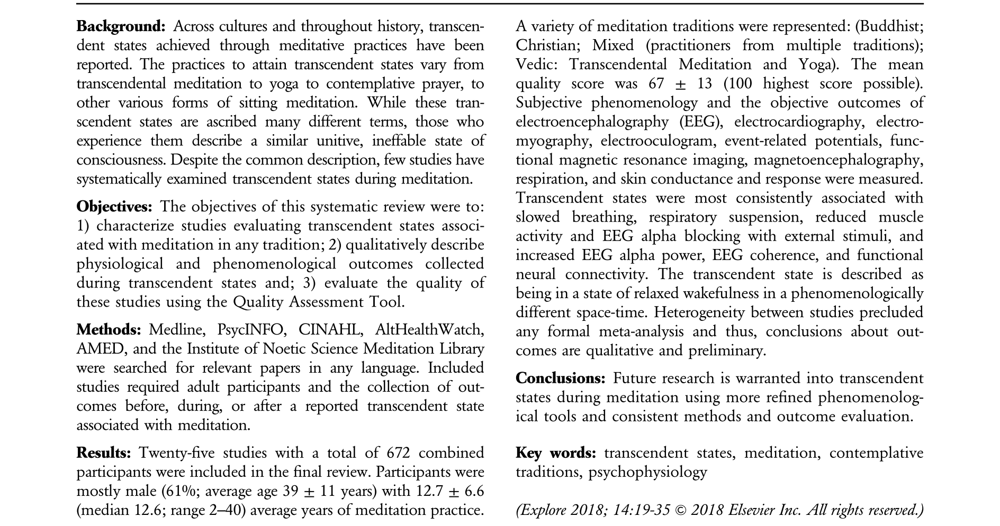 Background: Across cultures and throughout history, transcen-
dent states achieved through meditative practices have been
reported. The practices to attain transcendent states vary from
transcendental meditation to yoga to contemplative prayer, to
other various forms of sitting meditation. While these tran-
scendent states are ascribed many different terms, those who
experience them describe a similar unitive, ineffable state of
consciousness. Despite the common description, few studies have
systematically examined transcendent states during meditation.
Objectives: The objectives of this systematic review were to:
1) characterize studies evaluating transcendent states associ-
ated with meditation in any tradition; 2) qualitatively describe
physiological and phenomenological outcomes collected
during transcendent states and; 3) evaluate the quality of
these studies using the Quality Assessment Tool.
Methods: Medline, PsycINFO, CINAHL, AltHealthWatch,
AMED, and the Institute of Noetic Science Meditation Library
were searched for relevant papers in any language. Included
studies required adult participants and the collection of out-
comes before, during, or after a reported transcendent state
associated with meditation.
Results: Twenty-five studies with a total of 672 combined
participants were included in the final review. Participants were
mostly male (61%; average age 39 ± 11 years) with 12.7 ± 6.6
(median 12.6; range 2–40) average years of meditation practice.
A variety of meditation traditions were represented: (Buddhist;
Christian; Mixed (practitioners from multiple traditions);
Vedic: Transcendental Meditation and Yoga). The mean
quality score was 67 ± 13 (100 highest score possible).
Subjective phenomenology and the objective outcomes of
electroencephalography (EEG), electrocardiography, electro-
myography, electrooculogram, event-related potentials, func-
tional magnetic resonance imaging, magnetoencephalography,
respiration, and skin conductance and response were measured.
Transcendent states were most consistently associated with
slowed breathing, respiratory suspension, reduced muscle
activity and EEG alpha blocking with external stimuli, and
increased EEG alpha power, EEG coherence, and functional
neural connectivity. The transcendent state is described as
being in a state of relaxed wakefulness in a phenomenologically
different space-time. Heterogeneity between studies precluded
any formal meta-analysis and thus, conclusions about out-
comes are qualitative and preliminary.
Conclusions: Future research is warranted into transcendent
states during meditation using more refined phenomenolog-
ical tools and consistent methods and outcome evaluation.
Key words: transcendent states, meditation, contemplative
traditions, psychophysiology
(Explore 2018; 14:19-35 © 2018 Elsevier Inc. All rights reserved.)